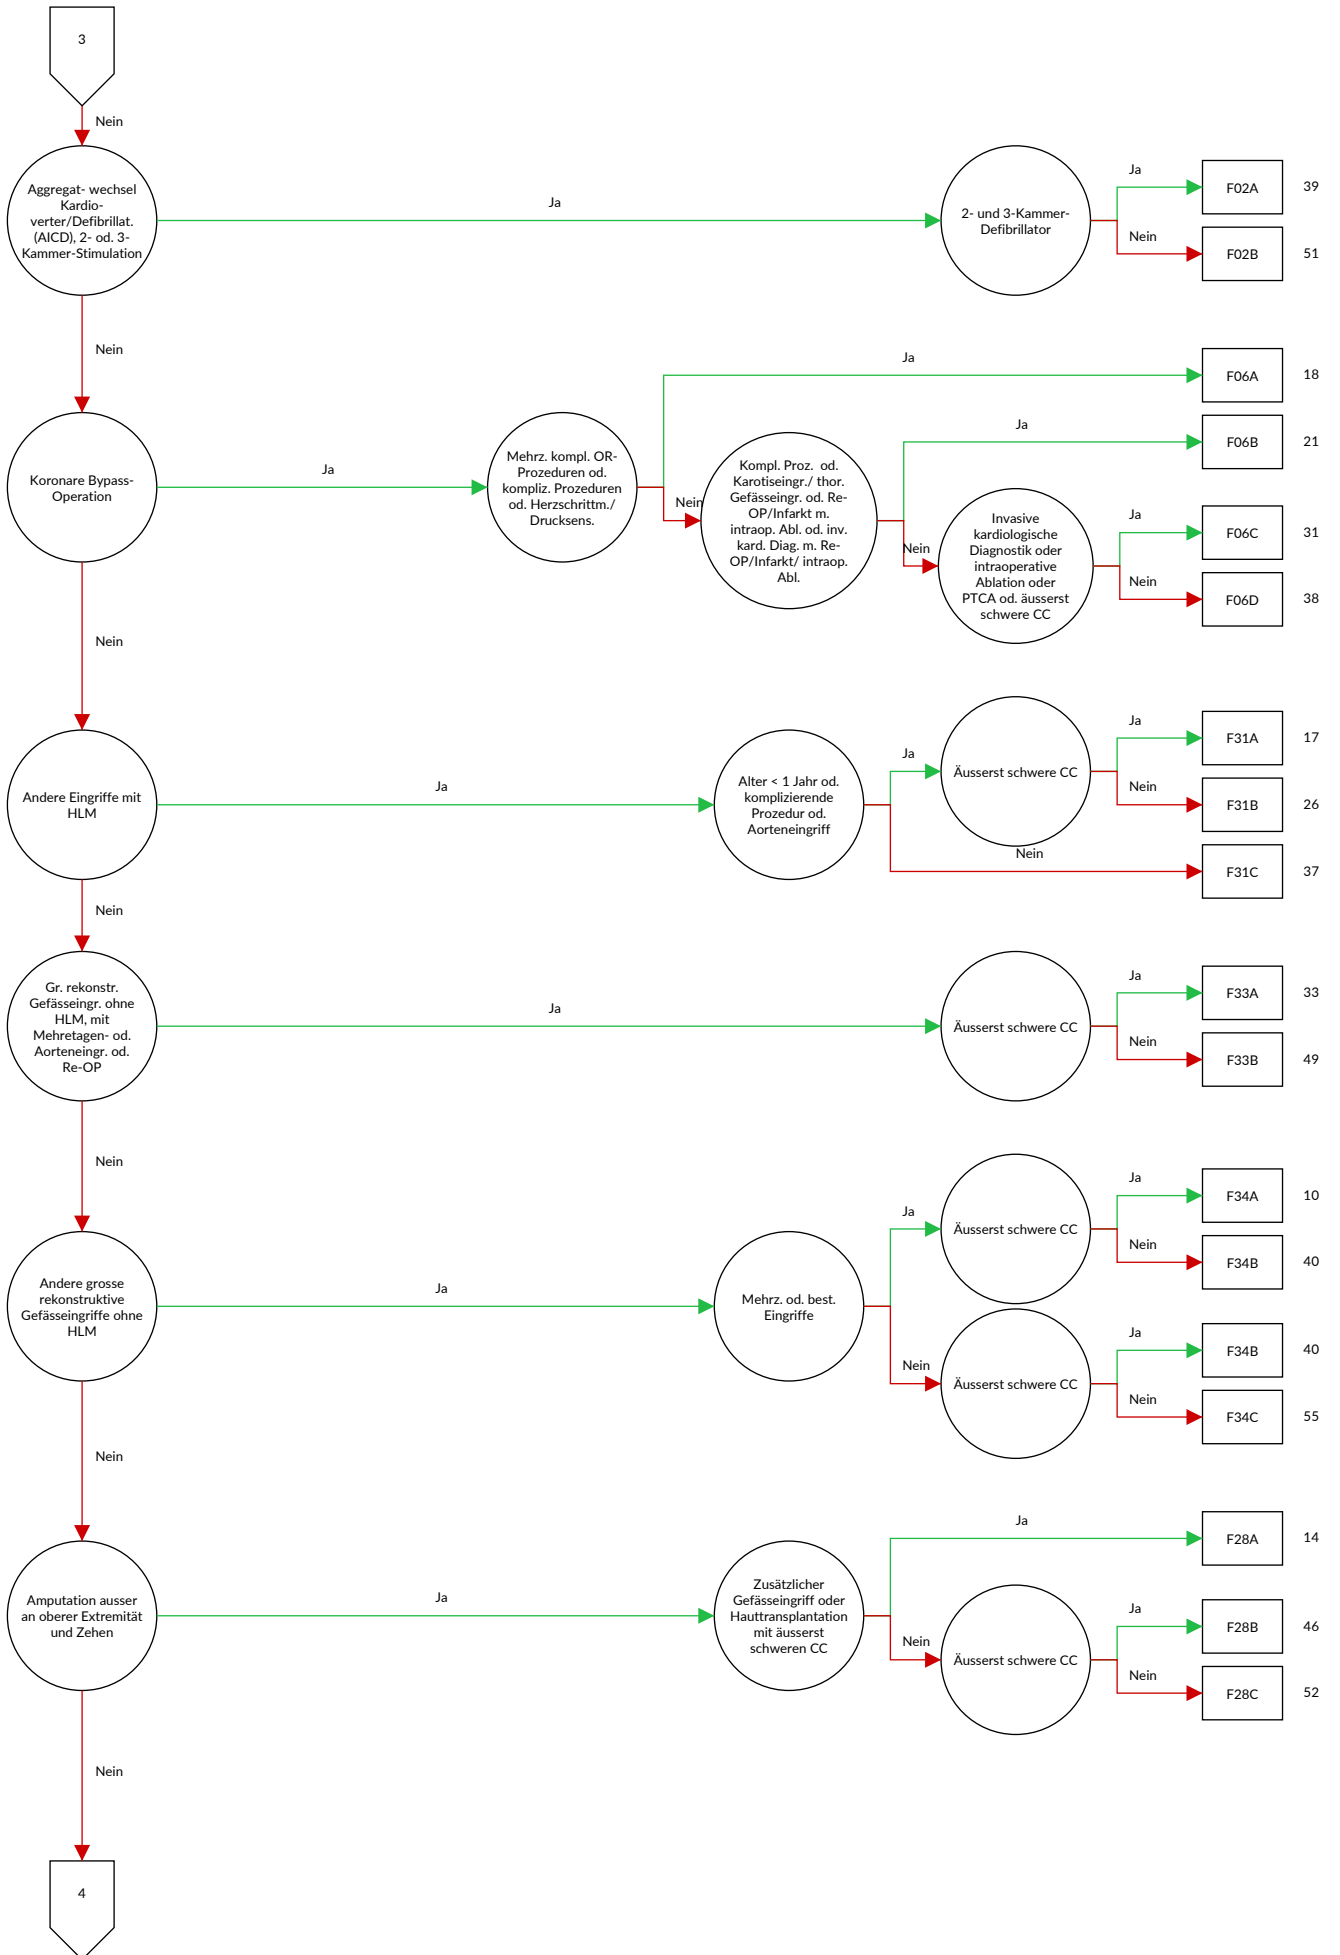 3
Nein
Aggregat- wechsel
Kardio-
verter/Defibrillat.
(AICD), 2- od. 3-
Kammer-Stimulation
Ja
2- und 3-Kammer-
Defibrillator
Ja
F02A
39
Nein
F02B
51
Nein
Koronare Bypass-
Operation
Ja
Mehrz. kompl. OR-
Prozeduren od.
kompliz. Prozeduren
od. Herzschrittm./
Drucksens.
Ja
F06A
18
Nein
Kompl. Proz. od.
Karotiseingr./ thor.
Gefässeingr. od. Re-
OP/Infarkt m.
intraop. Abl. od. inv.
kard. Diag. m. Re-
OP/Infarkt/ intraop.
Abl.
Ja
F06B
21
Nein
Invasive
kardiologische
Diagnostik oder
intraoperative
Ablation oder
PTCA od. äusserst
schwere CC
Ja
F06C
31
Nein
F06D
38
Nein
Andere Eingriffe mit
HLM
Ja
Alter < 1 Jahr od.
komplizierende
Prozedur od.
Aorteneingriff
Ja
Äusserst schwere CC
Ja
F31A
17
Nein
F31B
26
Nein
F31C
37
Nein
Gr. rekonstr.
Gefässeingr. ohne
HLM, mit
Mehretagen- od.
Aorteneingr. od.
Re-OP
Ja
Äusserst schwere CC
Ja
F33A
33
Nein
F33B
49
Nein
Andere grosse
rekonstruktive
Gefässeingriffe ohne
HLM
Ja
Mehrz. od. best.
Eingriffe
Ja
Äusserst schwere CC
Ja
F34A
10
Nein
F34B
40
Nein
Äusserst schwere CC
Ja
F34B
40
Nein
F34C
55
Nein
Amputation ausser
an oberer Extremität
und Zehen
Ja
Zusätzlicher
Gefässeingriff oder
Hauttransplantation
mit äusserst
schweren CC
Ja
F28A
14
Nein
Äusserst schwere CC
Ja
F28B
46
Nein
F28C
52
Nein
4